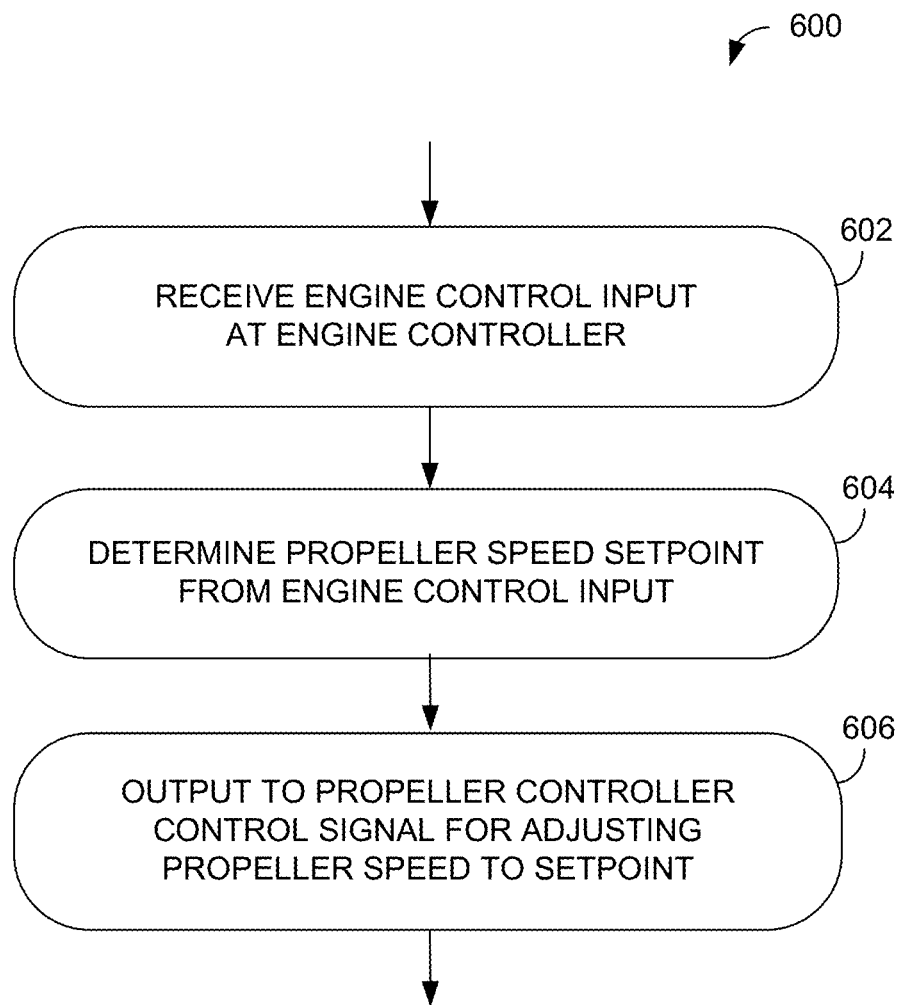 600
602
RECEIVE ENGINE CONTROL INPUT
AT ENGINE CONTROLLER
604
DETERMINE PROPELLER SPEED SETPOINT
FROM ENGINE CONTROL INPUT
606
OUTPUT TO PROPELLER CONTROLLER
CONTROL SIGNAL FOR ADJUSTING
PROPELLER SPEED TO SETPOINT